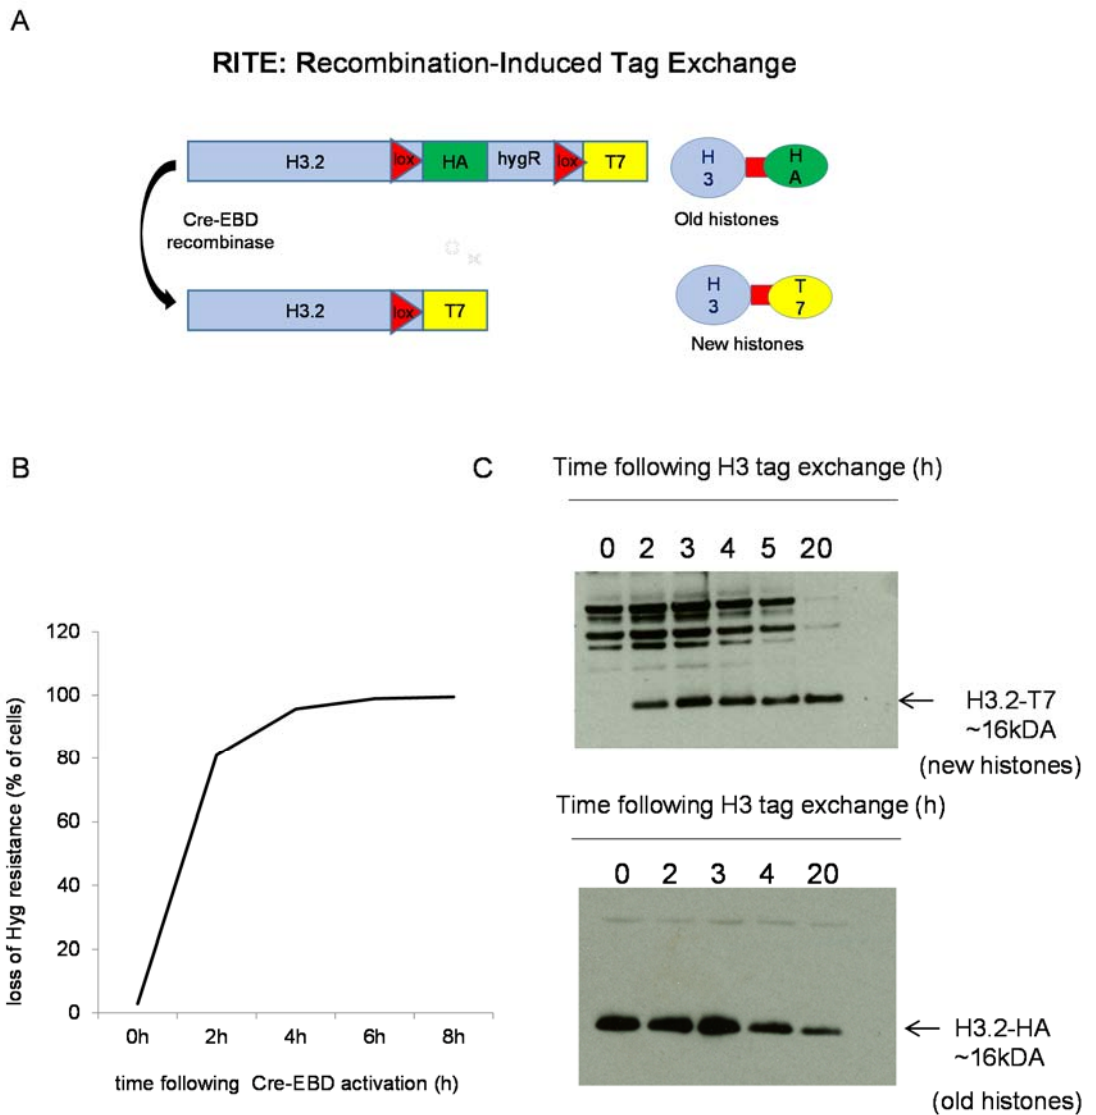 A
RITE: Recombination-Induced Tag Exchange
H3.2 lox HA hygR lox T7
H
3
H
A
Old histones
Cre-EBD
recombinase
H3.2 lox T7
H
3
T
7
New histones
B
120
100
80
60
40
20
0
loss of Hyg resistance (% of cells)
0h 2h 4h 6h 8h
time following Cre-EBD activation (h)
C
Time following H3 tag exchange (h)
0 2 3 4 5 20
H3.2-T7
~16kDA
(new histones)
Time following H3 tag exchange (h)
0 2 3 4 20
H3.2-HA
~16kDA
(old histones)